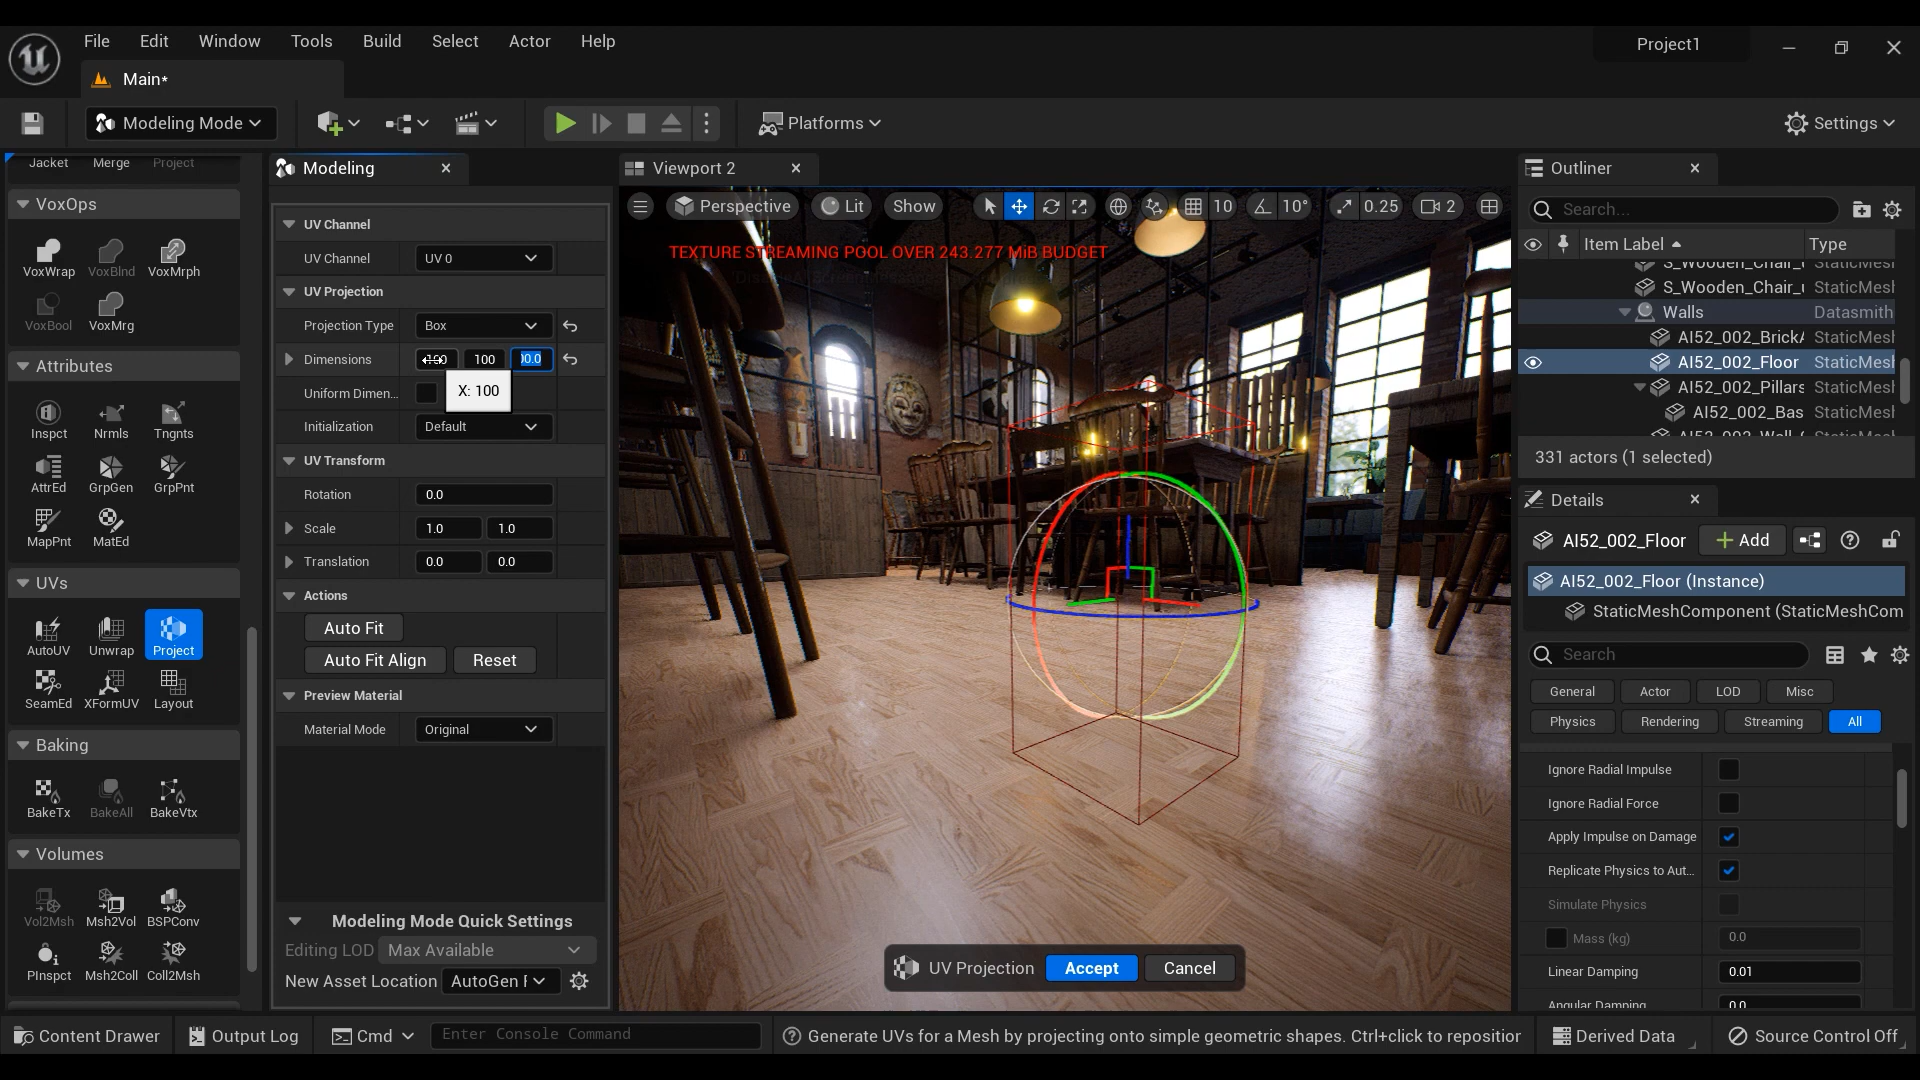 File Edit Window Tools Build Select Actor Help
Project1
Main*
Modeling Mode
Platforms
Settings
Jacket Merge Project
VoxOps
VoxWrap VoxBlnd VoxMrph
VoxBool VoxMrg
Attributes
Inspct Nrmls Tngnts
AttrEd GrpGen GrpPnt
MapPnt MatEd
UVs
AutoUV Unwrap Project
SeamEd XFormUV Layout
Baking
BakeTx BakeAll BakeVtx
Volumes
Vol2Msh Msh2Vol BSPConv
PInspct Msh2Coll Coll2Msh
Modeling
UV Channel
UV Channel UV 0
UV Projection
Projection Type Box
Dimensions 100 100 00.0
X: 100
Uniform Dimen...
Initialization Default
UV Transform
Rotation 0.0
Scale 1.0 1.0
Translation 0.0 0.0
Actions
Auto Fit
Auto Fit Align Reset
Preview Material
Material Mode Original
Modeling Mode Quick Settings
Editing LOD Max Available
New Asset Location AutoGen F
Viewport 2
Perspective Lit Show 10 10° 0.25 2
TEXTURE STREAMING POOL OVER 243.277 MiB BUDGET
UV Projection Accept Cancel
Outliner
Search...
Item Label Type
S_Wooden_Chair_ StaticMesh
S_Wooden_Chair_ StaticMesh
Walls Datasmith
AI52_002_Brick StaticMesh
AI52_002_Floor StaticMesh
AI52_002_Pillars StaticMesh
AI52_002_Bas StaticMesh
331 actors (1 selected)
Details
AI52_002_Floor Add
AI52_002_Floor (Instance)
StaticMeshComponent (StaticMeshCom
Search
General Actor LOD Misc
Physics Rendering Streaming All
Ignore Radial Impulse
Ignore Radial Force
Apply Impulse on Damage
Replicate Physics to Aut...
Simulate Physics
Mass (kg) 0.0
Linear Damping 0.01
Angular Damping 0.0
Content Drawer Output Log Cmd Enter Console Command
Generate UVs for a Mesh by projecting onto simple geometric shapes. Ctrl+click to repositior
Derived Data Source Control Off